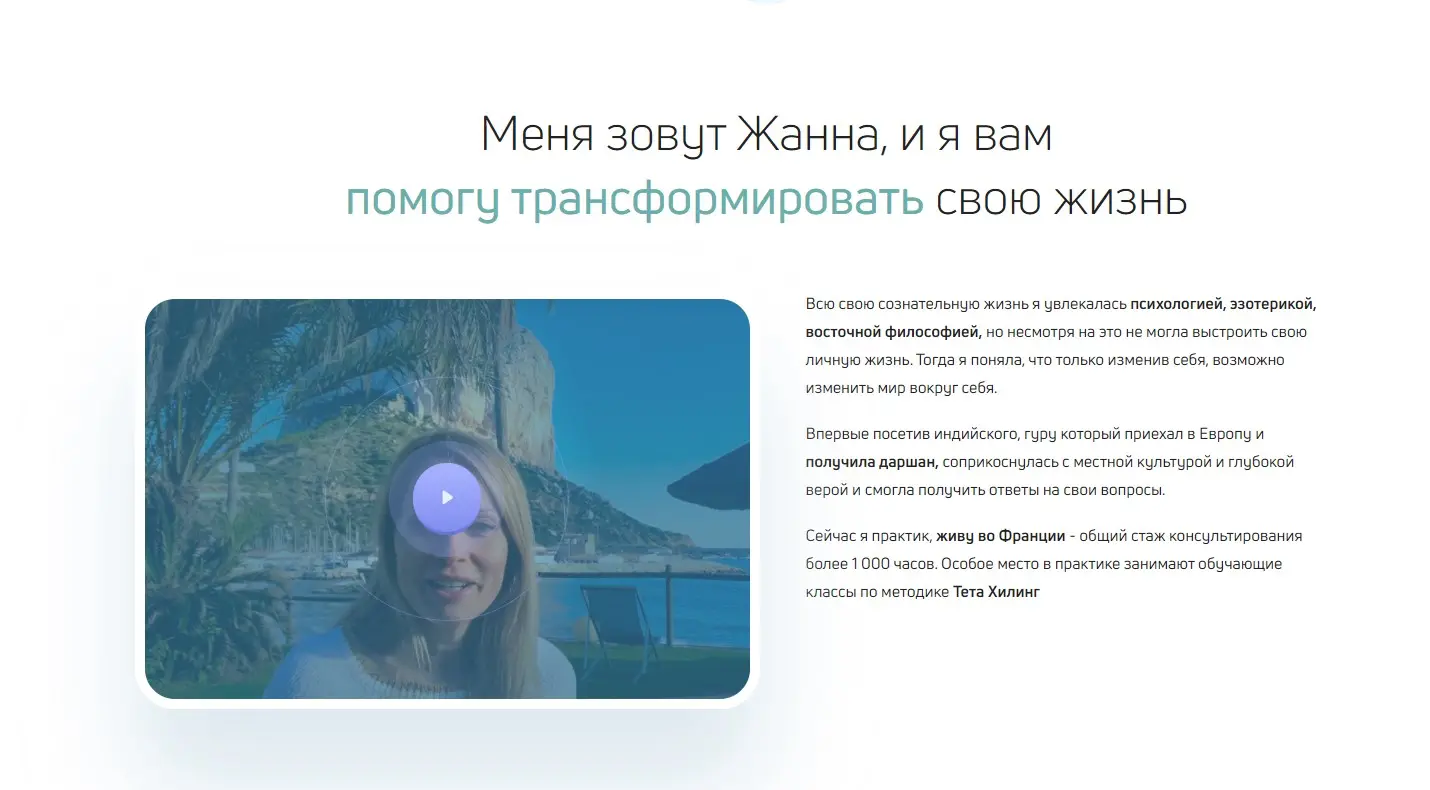 Меня зовут Жанна, и я вам
помогу трансформировать свою жизнь
Всю свою сознательную жизнь я увлекалась психологией, эзотерикой,
восточной философией, но несмотря на это не могла выстроить свою
личную жизнь. Тогда я поняла, что только изменив себя, возможно
изменить мир вокруг себя.
Впервые посетив индийского, гуру который приехал в Европу и
получила даршан, соприкоснулась с местной культурой и глубокой
верой и смогла получить ответы на свои вопросы.
Сейчас я практик, живу во Франции - общий стаж консультирования
более 1 000 часов. Особое место в практике занимают обучающие
классы по методике Тета Хилинг